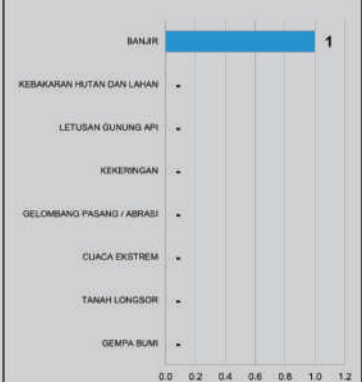 BANJIR 1
KEBAKARAN HUTAN DAN LAHAN -
LETUSAN GUNUNG API -
KEKERINGAN -
GELOMBANG PASANG / ABRASI -
CUACA EKSTREM -
TANAH LONGSOR -
GEMPA BUMI -
0.0 0.2 0.4 0.6 0.8 1.0 1.2